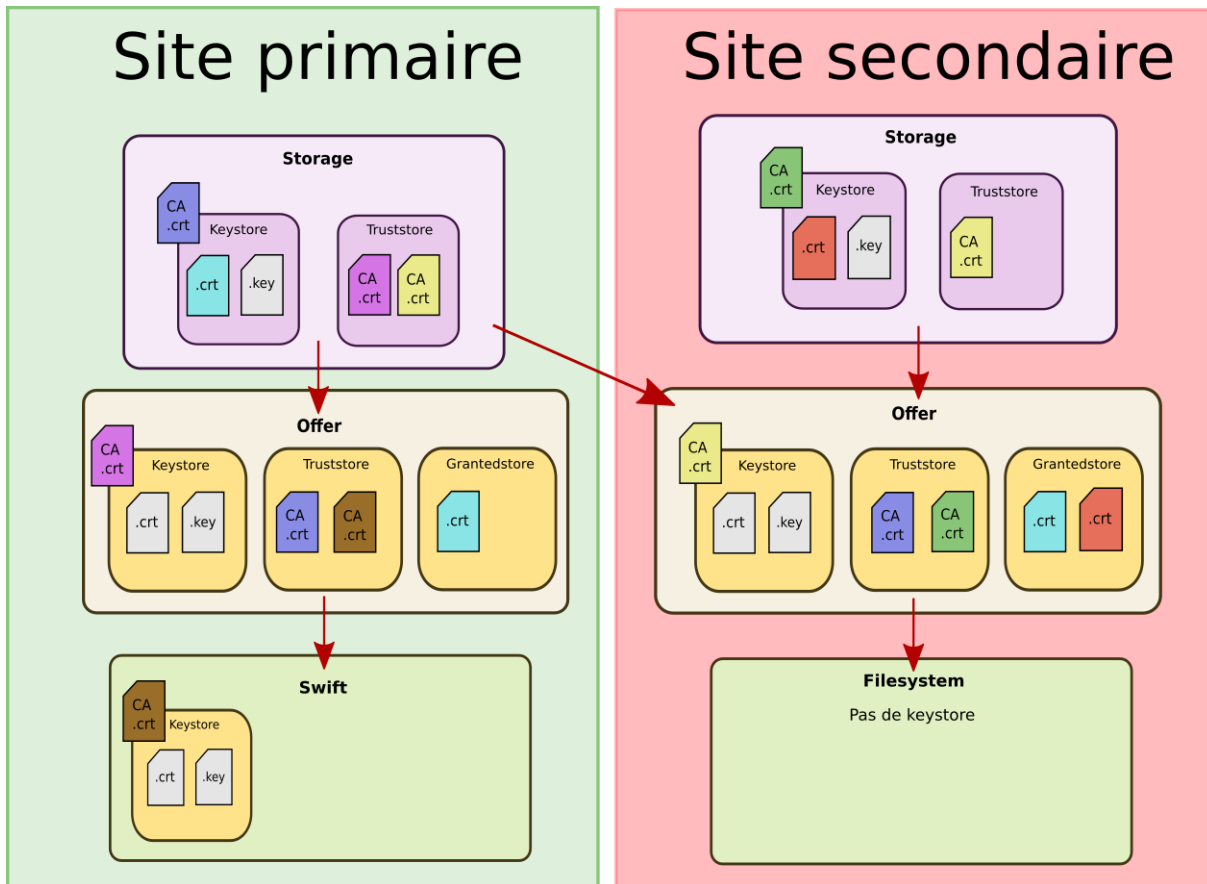 Site primaire
Storage
CA
.crt
Keystore
.crt
.key
Truststore
CA
.crt
CA
.crt
Offer
CA
.crt
Keystore
.crt
.key
Truststore
CA
.crt
CA
.crt
Grantedstore
.crt
Swift
CA
.crt
Keystore
.crt
.key
Site secondaire
Storage
CA
.crt
Keystore
.crt
.key
Truststore
CA
.crt
Offer
CA
.crt
Keystore
.crt
.key
Truststore
CA
.crt
CA
.crt
Grantedstore
.crt
.crt
Filesystem
Pas de keystore